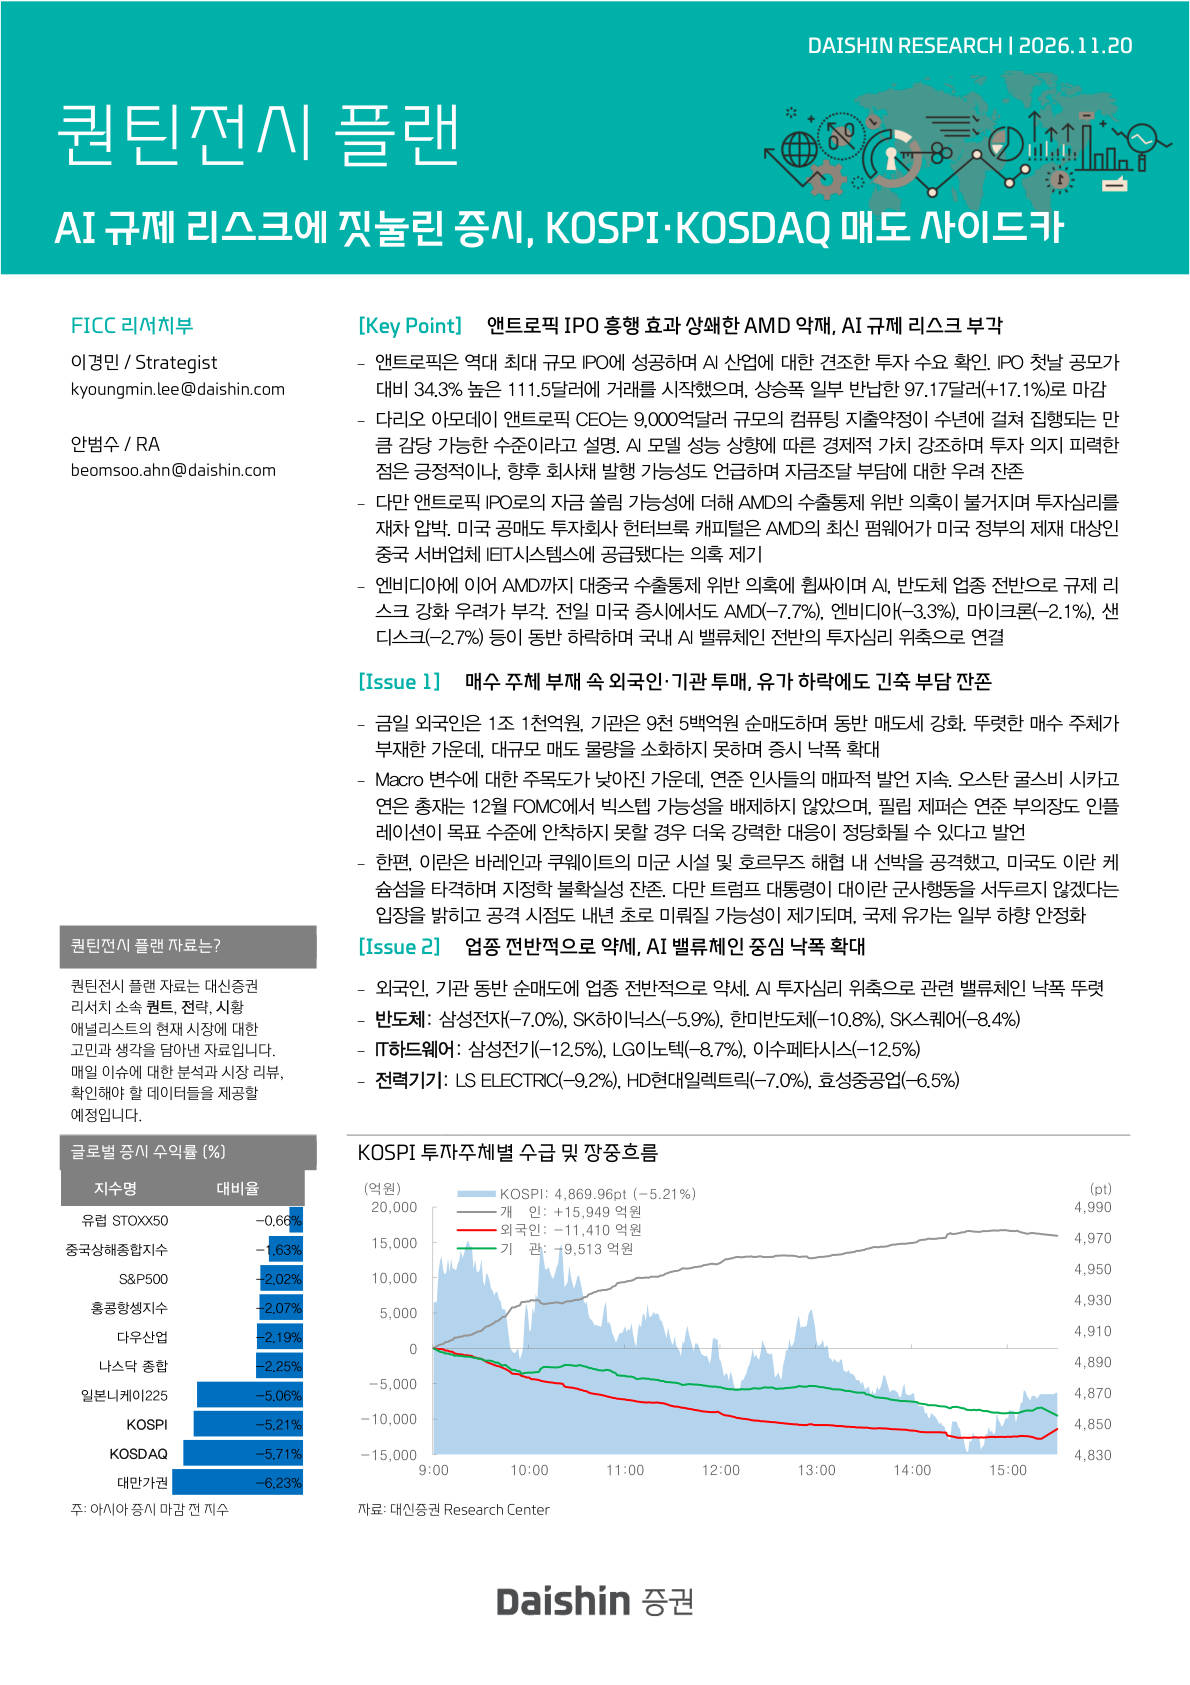 DAISHIN RESEARCH | 2026.11.20
퀀틴전시 플랜
AI 규제 리스크에 짓눌린 증시, KOSPI·KOSDAQ 매도 사이드카
FICC 리서치부
이경민 / Strategist
kyoungmin.lee@daishin.com
안범수 / RA
beomsoo.ahn@daishin.com
[Key Point] 앤트로픽 IPO 흥행 효과 상쇄한 AMD 악재, AI 규제 리스크 부각
– 앤트로픽은 역대 최대 규모 IPO에 성공하며 AI 산업에 대한 견조한 투자 수요 확인. IPO 첫날 공모가
대비 34.3% 높은 111.5달러에 거래를 시작했으며, 상승폭 일부 반납한 97.17달러(+17.1%)로 마감
– 다리오 아모데이 앤트로픽 CEO는 9,000억달러 규모의 컴퓨팅 지출약정이 수년에 걸쳐 집행되는 만
큼 감당 가능한 수준이라고 설명. AI 모델 성능 상향에 따른 경제적 가치 강조하며 투자 의지 피력한
점은 긍정적이나, 향후 회사채 발행 가능성도 언급하며 자금조달 부담에 대한 우려 잔존
– 다만 앤트로픽 IPO로의 자금 쏠림 가능성에 더해 AMD의 수출통제 위반 의혹이 불거지며 투자심리를
재차 압박. 미국 공매도 투자회사 헌터브룩 캐피털은 AMD의 최신 펌웨어가 미국 정부의 제재 대상인
중국 서버업체 IEIT시스템스에 공급됐다는 의혹 제기
– 엔비디아에 이어 AMD까지 대중국 수출통제 위반 의혹에 휩싸이며 AI, 반도체 업종 전반으로 규제 리
스크 강화 우려가 부각. 전일 미국 증시에서도 AMD(-7.7%), 엔비디아(-3.3%), 마이크론(-2.1%), 샌
디스크(-2.7%) 등이 동반 하락하며 국내 AI 밸류체인 전반의 투자심리 위축으로 연결
[Issue 1] 매수 주체 부재 속 외국인·기관 투매, 유가 하락에도 긴축 부담 잔존
– 금일 외국인은 1조 1천억원, 기관은 9천 5백억원 순매도하며 동반 매도세 강화. 뚜렷한 매수 주체가
부재한 가운데, 대규모 매도 물량을 소화하지 못하며 증시 낙폭 확대
– Macro 변수에 대한 주목도가 낮아진 가운데, 연준 인사들의 매파적 발언 지속. 오스탄 굴스비 시카고
연은 총재는 12월 FOMC에서 빅스텝 가능성을 배제하지 않았으며, 필립 제퍼슨 연준 부의장도 인플
레이션이 목표 수준에 안착하지 못할 경우 더욱 강력한 대응이 정당화될 수 있다고 발언
– 한편, 이란은 바레인과 쿠웨이트의 미군 시설 및 호르무즈 해협 내 선박을 공격했고, 미국도 이란 케
슘섬을 타격하며 지정학 불확실성 잔존. 다만 트럼프 대통령이 대이란 군사행동을 서두르지 않겠다는
입장을 밝히고 공격 시점도 내년 초로 미뤄질 가능성이 제기되며, 국제 유가는 일부 하향 안정화
[Issue 2] 업종 전반적으로 약세, AI 밸류체인 중심 낙폭 확대
– 외국인, 기관 동반 순매도에 업종 전반적으로 약세. AI 투자심리 위축으로 관련 밸류체인 낙폭 뚜렷
– 반도체: 삼성전자(-7.0%), SK하이닉스(-5.9%), 한미반도체(-10.8%), SK스퀘어(-8.4%)
– IT하드웨어: 삼성전기(-12.5%), LG이노텍(-8.7%), 이수페타시스(-12.5%)
– 전력기기: LS ELECTRIC(-9.2%), HD현대일렉트릭(-7.0%), 효성중공업(-6.5%)
퀀틴전시 플랜 자료는?
퀀틴전시 플랜 자료는 대신증권
리서치 소속 퀀트, 전략, 시황
애널리스트의 현재 시장에 대한
고민과 생각을 담아낸 자료입니다.
매일 이슈에 대한 분석과 시장 리뷰,
확인해야 할 데이터들을 제공할
예정입니다.
글로벌 증시 수익률 (%)
지수명 대비율
유럽 STOXX50 -0.66%
중국상해종합지수 -1.63%
S&P500 -2.02%
홍콩항셍지수 -2.07%
다우산업 -2.19%
나스닥 종합 -2.25%
일본니케이225 -5.06%
KOSPI -5.21%
KOSDAQ -5.71%
대만가권 -6.23%
주: 아시아 증시 마감 전 지수
KOSPI 투자주체별 수급 및 장중흐름
(억원) (pt)
KOSPI: 4,869.96pt (-5.21%)
개 인: +15,949 억원
외국인: -11,410 억원
기 관: -9,513 억원
20,000
15,000
10,000
5,000
0
-5,000
-10,000
-15,000
4,990
4,970
4,950
4,930
4,910
4,890
4,870
4,850
4,830
9:00 10:00 11:00 12:00 13:00 14:00 15:00
자료: 대신증권 Research Center
Daishin 증권